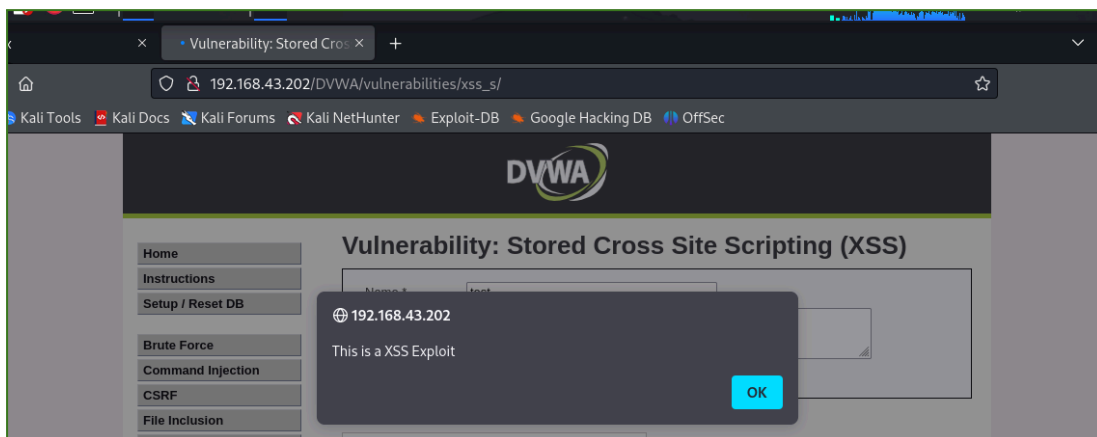 Vulnerability: Stored Cros
192.168.43.202/DVWA/vulnerabilities/xss_s/
Kali Tools Kali Docs Kali Forums Kali NetHunter Exploit-DB Google Hacking DB OffSec
DVWA
Vulnerability: Stored Cross Site Scripting (XSS)
Home
Instructions
Setup / Reset DB
Brute Force
Command Injection
CSRF
File Inclusion
Name * test
192.168.43.202
This is a XSS Exploit
OK